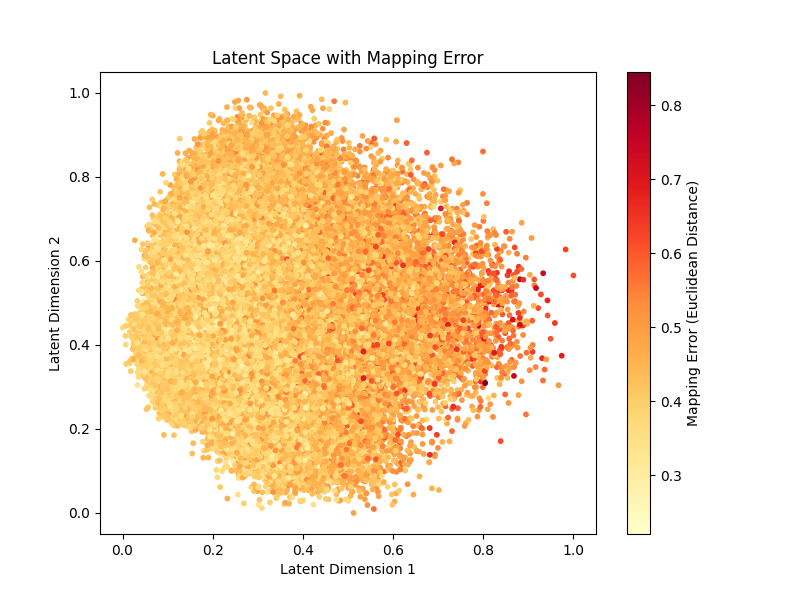 Latent Space with Mapping Error
Latent Dimension 2
1.0
0.8
0.6
0.4
0.2
0.0
0.0 0.2 0.4 0.6 0.8 1.0
Latent Dimension 1
0.8
0.7
0.6
0.5
0.4
0.3
Mapping Error (Euclidean Distance)